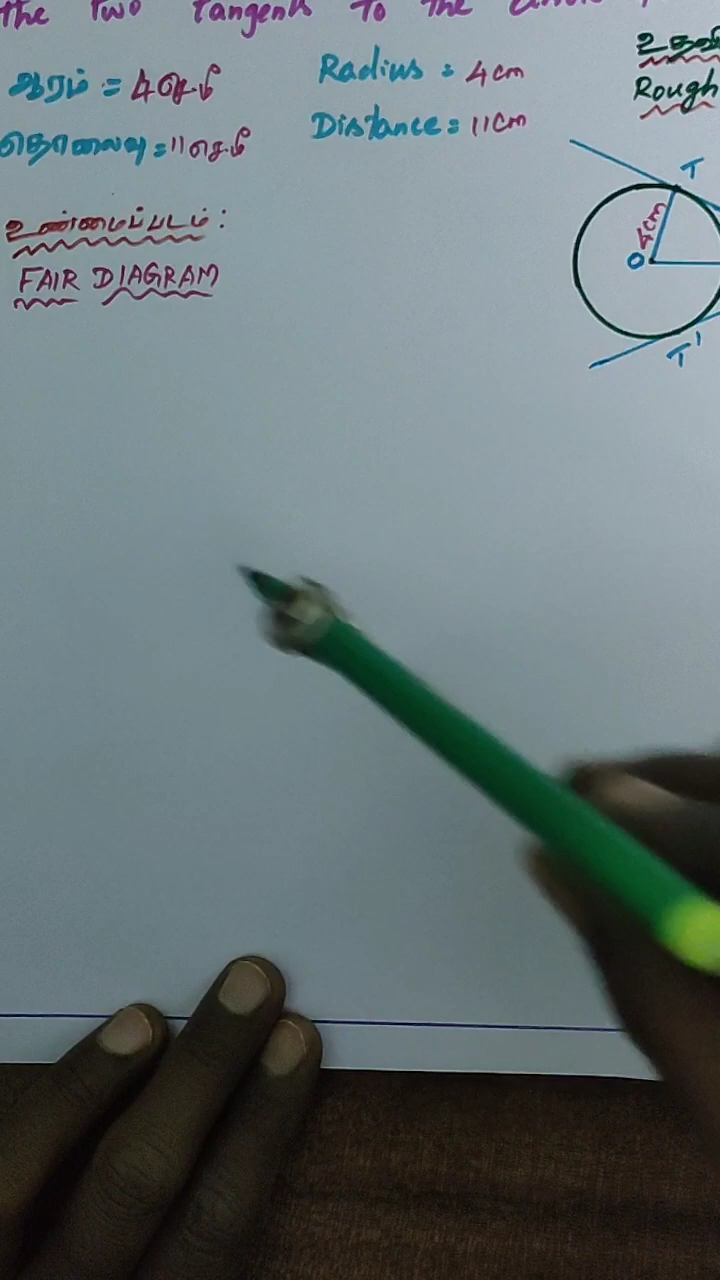 the two tangents to the
ஆரம் = 4செ.மீ
Radius = 4cm
தொலைவு = 11செ.மீ
Distance = 11cm
Rough
உண்மைப்படம்:
FAIR DIAGRAM
T
4cm
O
T'